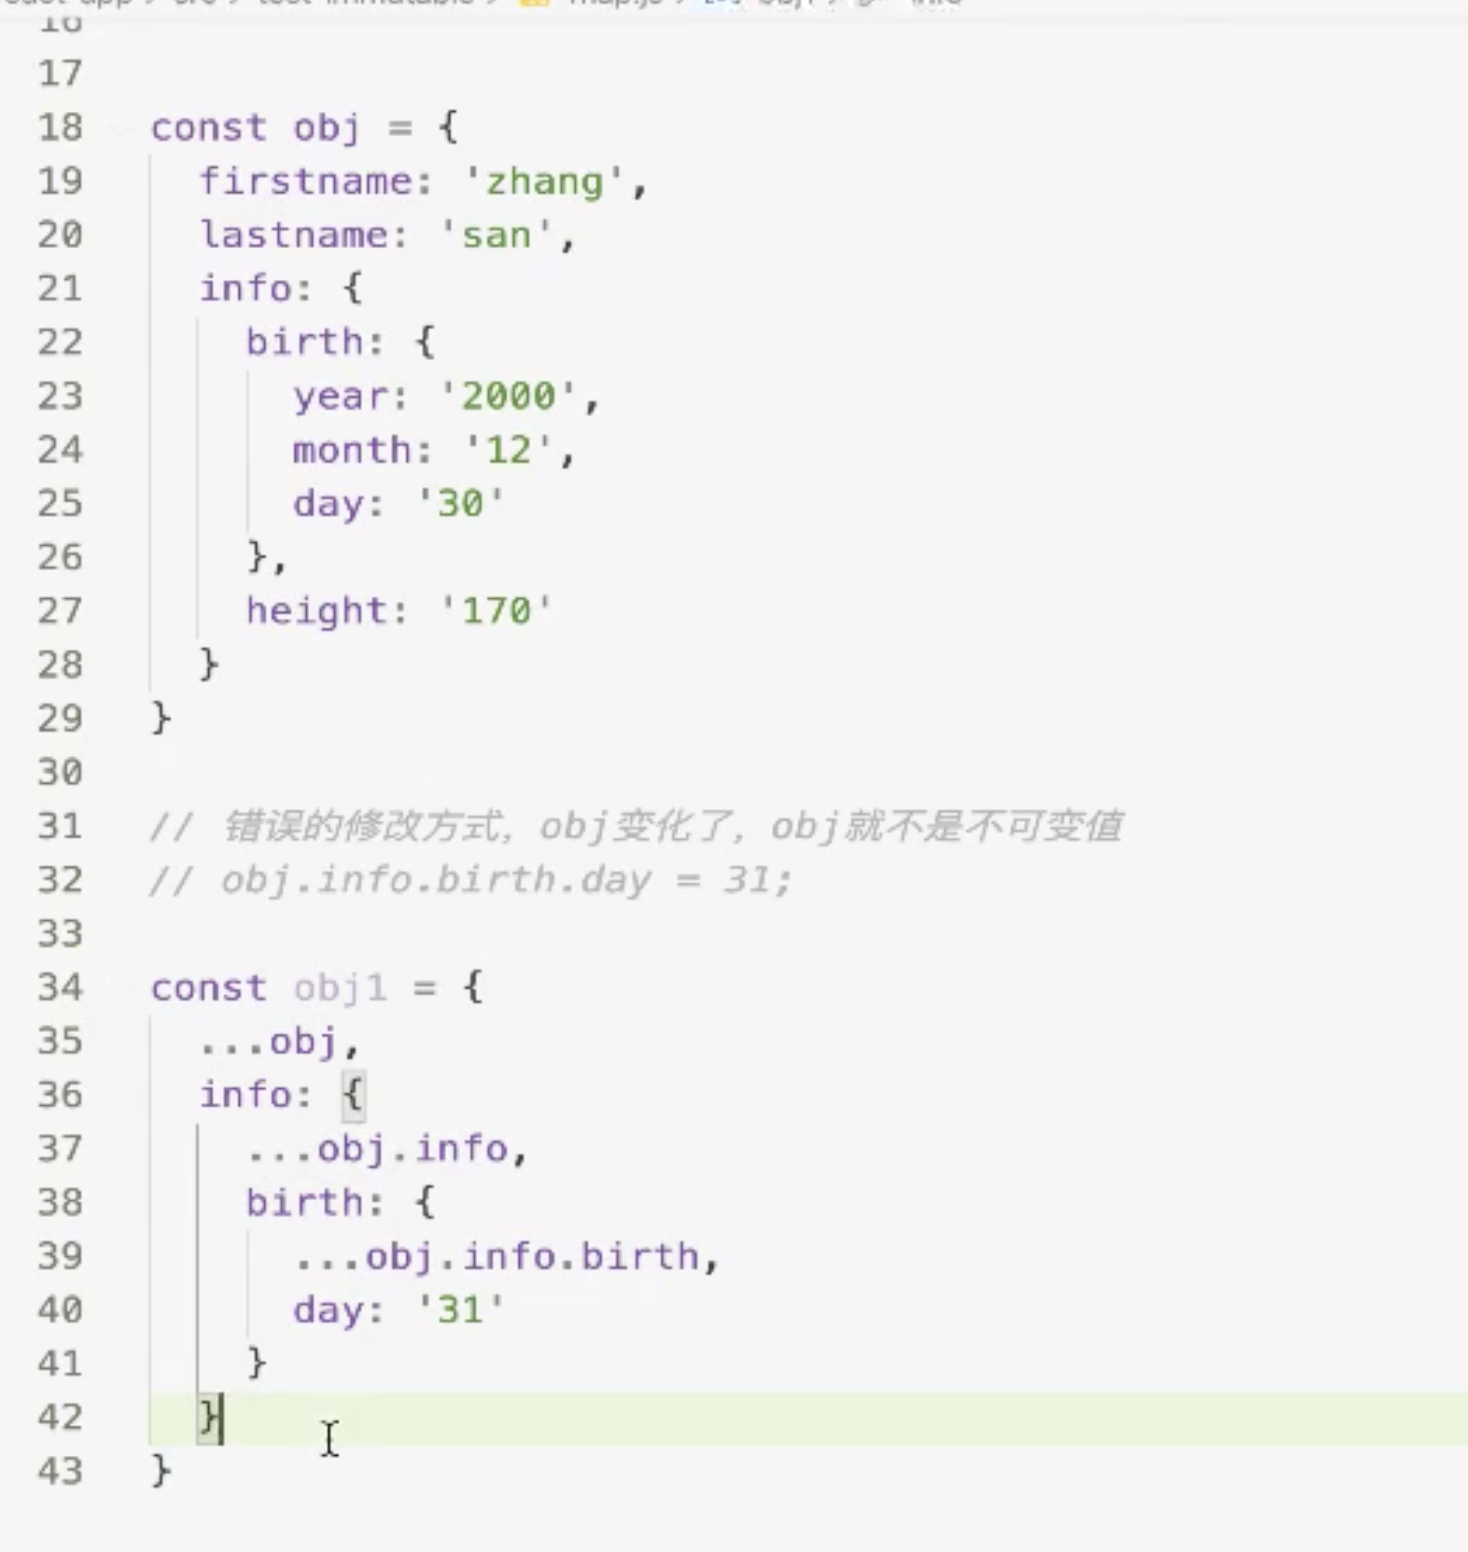 17
18 const obj = {
19 firstname: 'zhang',
20 lastname: 'san',
21 info: {
22 birth: {
23 year: '2000',
24 month: '12',
25 day: '30'
26 },
27 height: '170'
28 }
29 }
30
31 // 错误的修改方式, obj变化了, obj就不是不可变值
32 // obj.info.birth.day = 31;
33
34 const obj1 = {
35 ...obj,
36 info: {
37 ...obj.info,
38 birth: {
39 ...obj.info.birth,
40 day: '31'
41 }
42 }
43 }